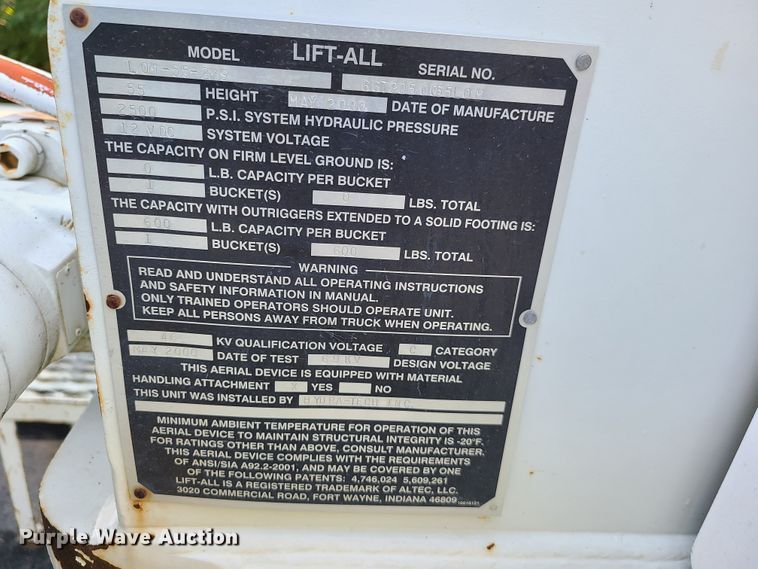 MODEL LIFT-ALL SERIAL NO.
55 HEIGHT MAY DATE OF MANUFACTURE
2500 P.S.I. SYSTEM HYDRAULIC PRESSURE
12 VDC SYSTEM VOLTAGE
THE CAPACITY ON FIRM LEVEL GROUND IS:
0 L.B. CAPACITY PER BUCKET
1 BUCKET(S) 0 LBS. TOTAL
THE CAPACITY WITH OUTRIGGERS EXTENDED TO A SOLID FOOTING IS:
600 L.B. CAPACITY PER BUCKET
1 BUCKET(S) 600 LBS. TOTAL
WARNING
READ AND UNDERSTAND ALL OPERATING INSTRUCTIONS
AND SAFETY INFORMATION IN MANUAL.
ONLY TRAINED OPERATORS SHOULD OPERATE UNIT.
KEEP ALL PERSONS AWAY FROM TRUCK WHEN OPERATING.
46 KV QUALIFICATION VOLTAGE C CATEGORY
MAY DATE OF TEST 69 KV DESIGN VOLTAGE
THIS AERIAL DEVICE IS EQUIPPED WITH MATERIAL
HANDLING ATTACHMENT X YES NO
THIS UNIT WAS INSTALLED BY HYDRA-TECH INC.
MINIMUM AMBIENT TEMPERATURE FOR OPERATION OF THIS
AERIAL DEVICE TO MAINTAIN STRUCTURAL INTEGRITY IS -20°F.
FOR RATINGS OTHER THAN ABOVE, CONSULT MANUFACTURER.
THIS AERIAL DEVICE COMPLIES WITH THE REQUIREMENTS
OF ANSI/SIA A92.2-2001, AND MAY BE COVERED BY ONE
OF THE FOLLOWING PATENTS: 4,746,024 5,609,261
LIFT-ALL IS A REGISTERED TRADEMARK OF ALTEC, LLC.
3020 COMMERCIAL ROAD, FORT WAYNE, INDIANA 46809
Purple Wave Auction